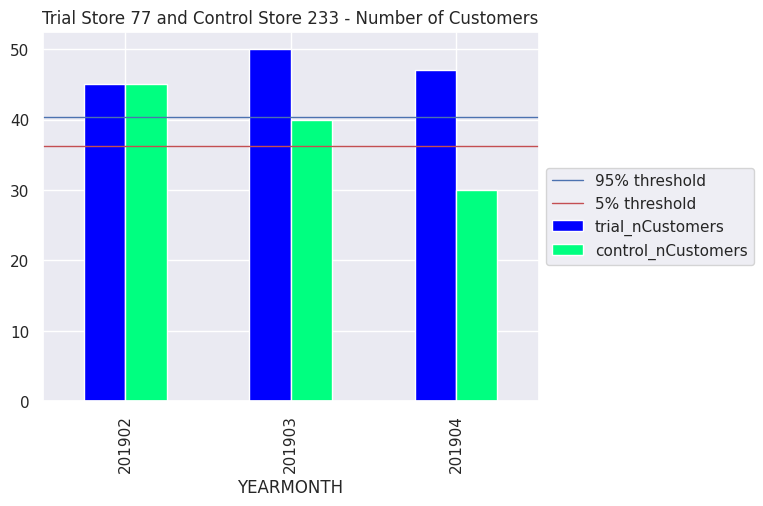 Trial Store 77 and Control Store 233 - Number of Customers
50
40
30
20
10
0
201902
201903
201904
YEARMONTH
95% threshold
5% threshold
trial_nCustomers
control_nCustomers